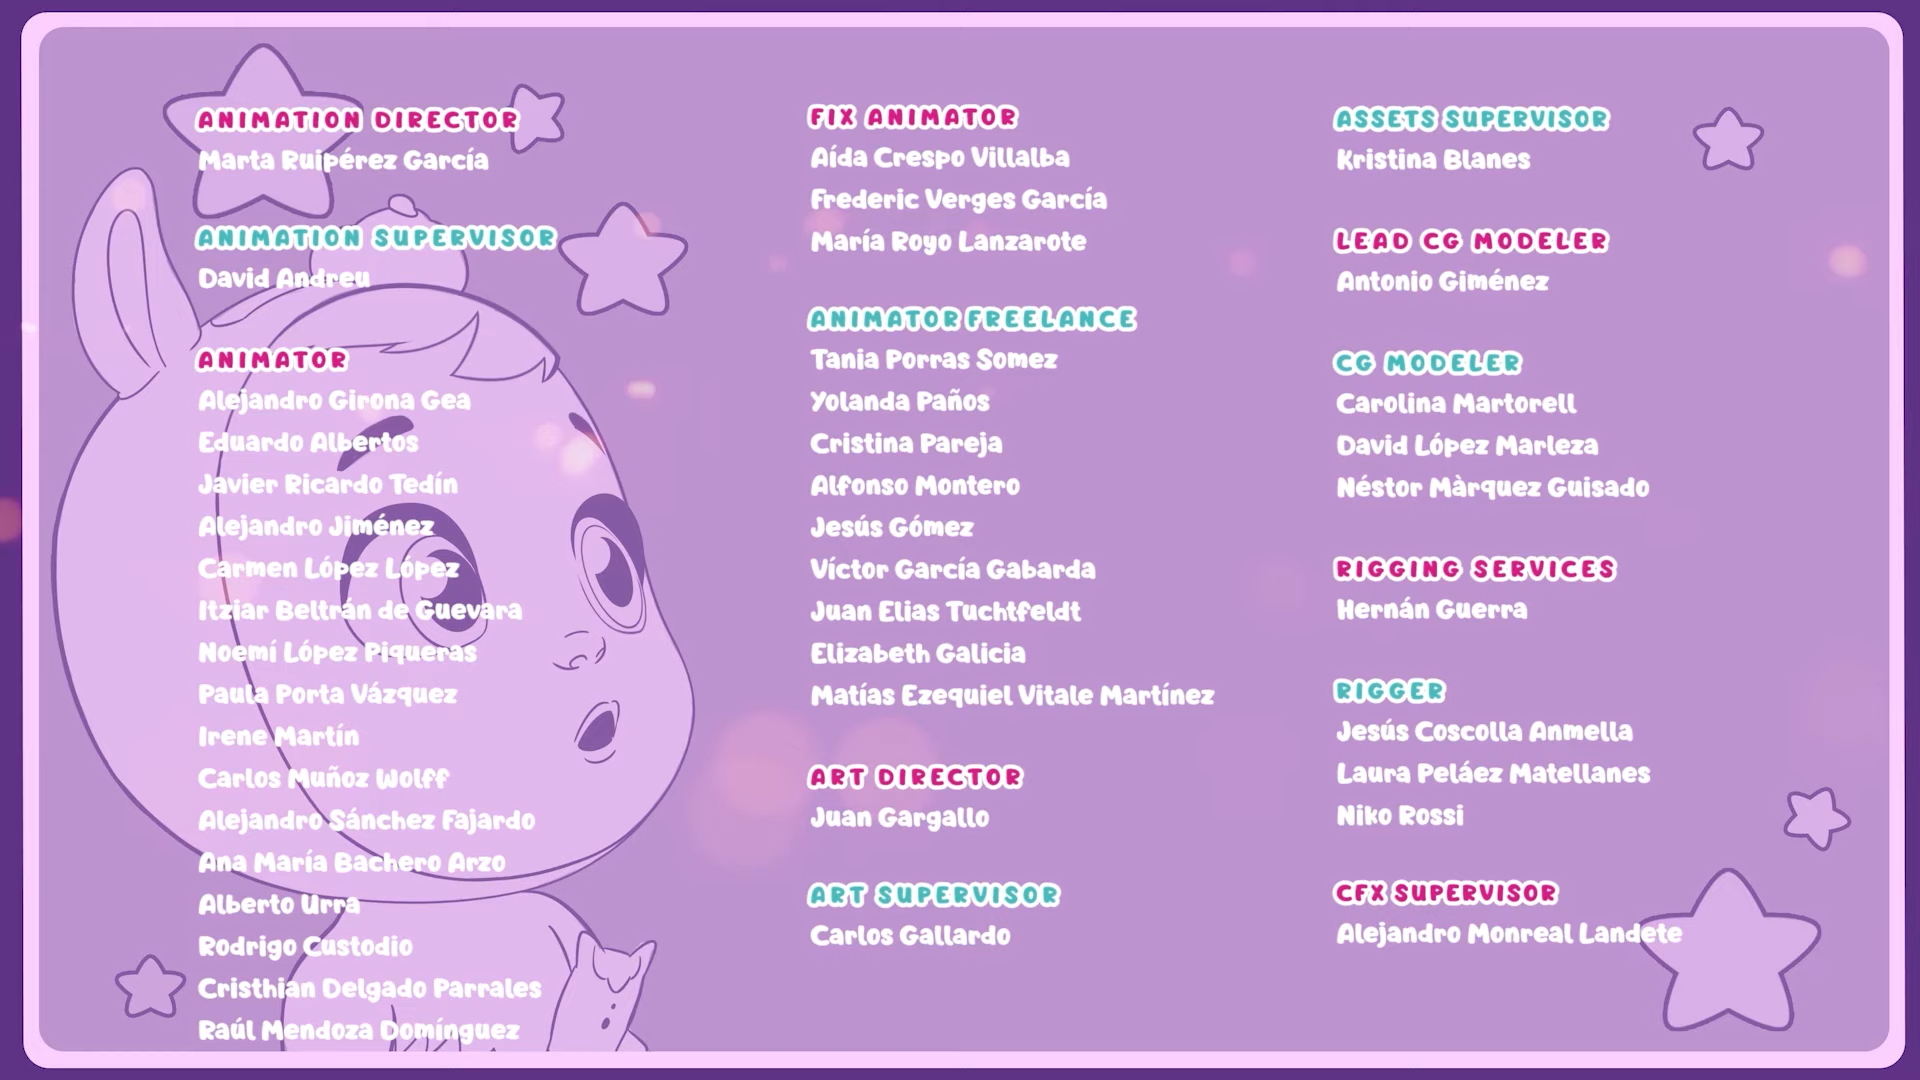 ANIMATION DIRECTOR
Marta Ruipérez García
ANIMATION SUPERVISOR
David Andreu
ANIMATOR
Alejandro Girona Gea
Eduardo Albertos
Javier Ricardo Tedín
Alejandro Jiménez
Carmen López López
Itziar Beltrán de Guevara
Noemí López Piqueras
Paula Porta Vázquez
Irene Martín
Carlos Muñoz Wolff
Alejandro Sánchez Fajardo
Ana María Bachero Arzo
Alberto Urra
Rodrigo Custodio
Cristhian Delgado Parrales
Raúl Mendoza Domínguez
FIX ANIMATOR
Aída Crespo Villalba
Frederic Verges García
María Royo Lanzarote
ANIMATOR FREELANCE
Tania Porras Somez
Yolanda Paños
Cristina Pareja
Alfonso Montero
Jesús Gómez
Víctor García Gabarda
Juan Elias Tuchtfeldt
Elizabeth Galicia
Matías Ezequiel Vitale Martínez
ART DIRECTOR
Juan Gargallo
ART SUPERVISOR
Carlos Gallardo
ASSETS SUPERVISOR
Kristina Blanes
LEAD CG MODELER
Antonio Giménez
CG MODELER
Carolina Martorell
David López Marleza
Néstor Màrquez Guisado
RIGGING SERVICES
Hernán Guerra
RIGGER
Jesús Coscolla Anmella
Laura Peláez Matellanes
Niko Rossi
CFX SUPERVISOR
Alejandro Monreal Landete